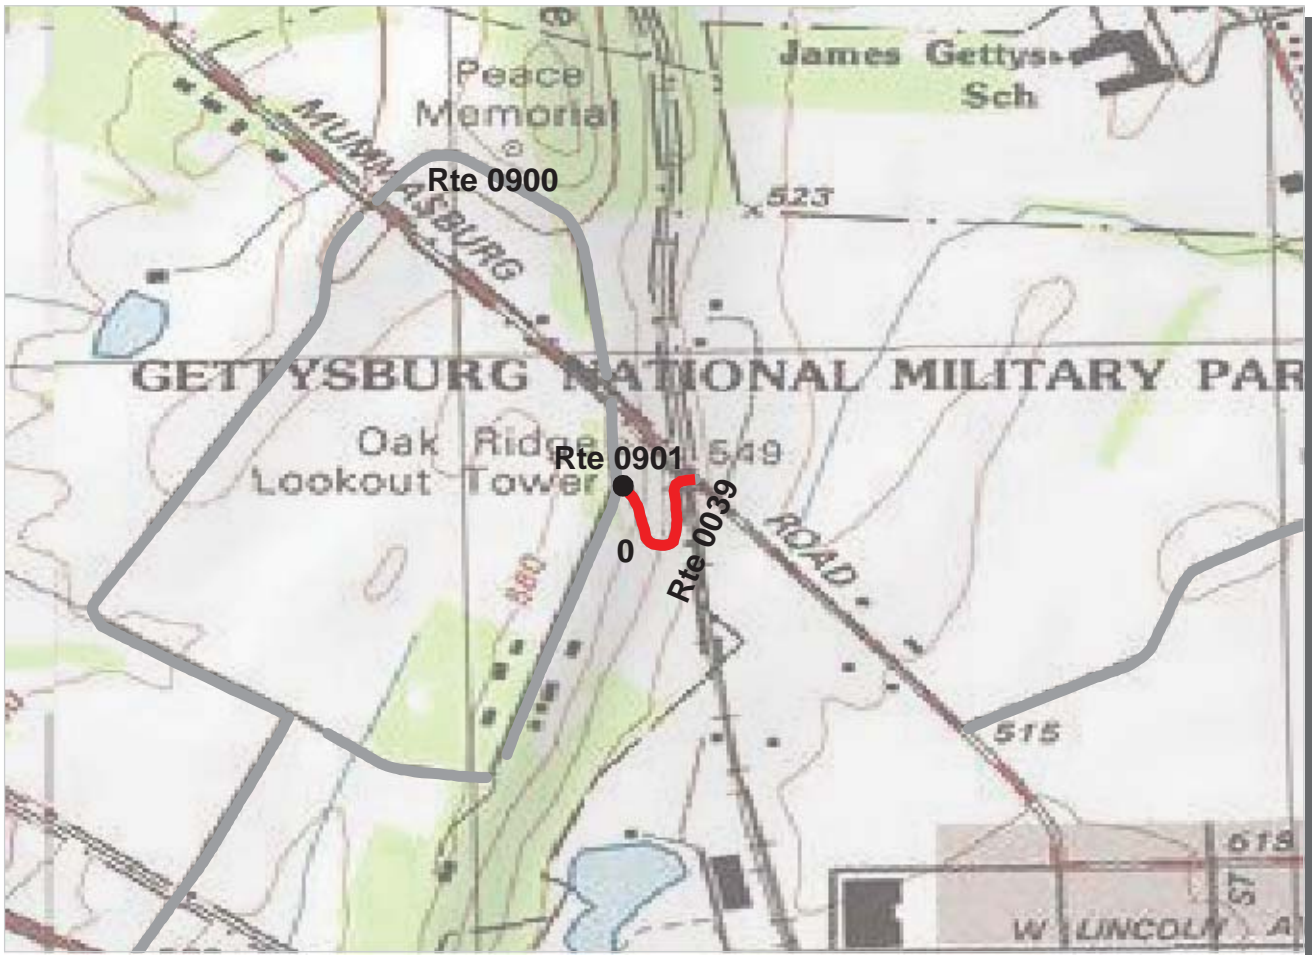 James Gettys
Sch
Peace
Memorial
MUMMASBURG
Rte 0900
523
GETTYSBURG NATIONAL MILITARY PAR
Oak Ridge
Lookout Tower
549
Rte 0901
Rte 0039
0
ROAD
580
515
518
ST
W LINCOLN A